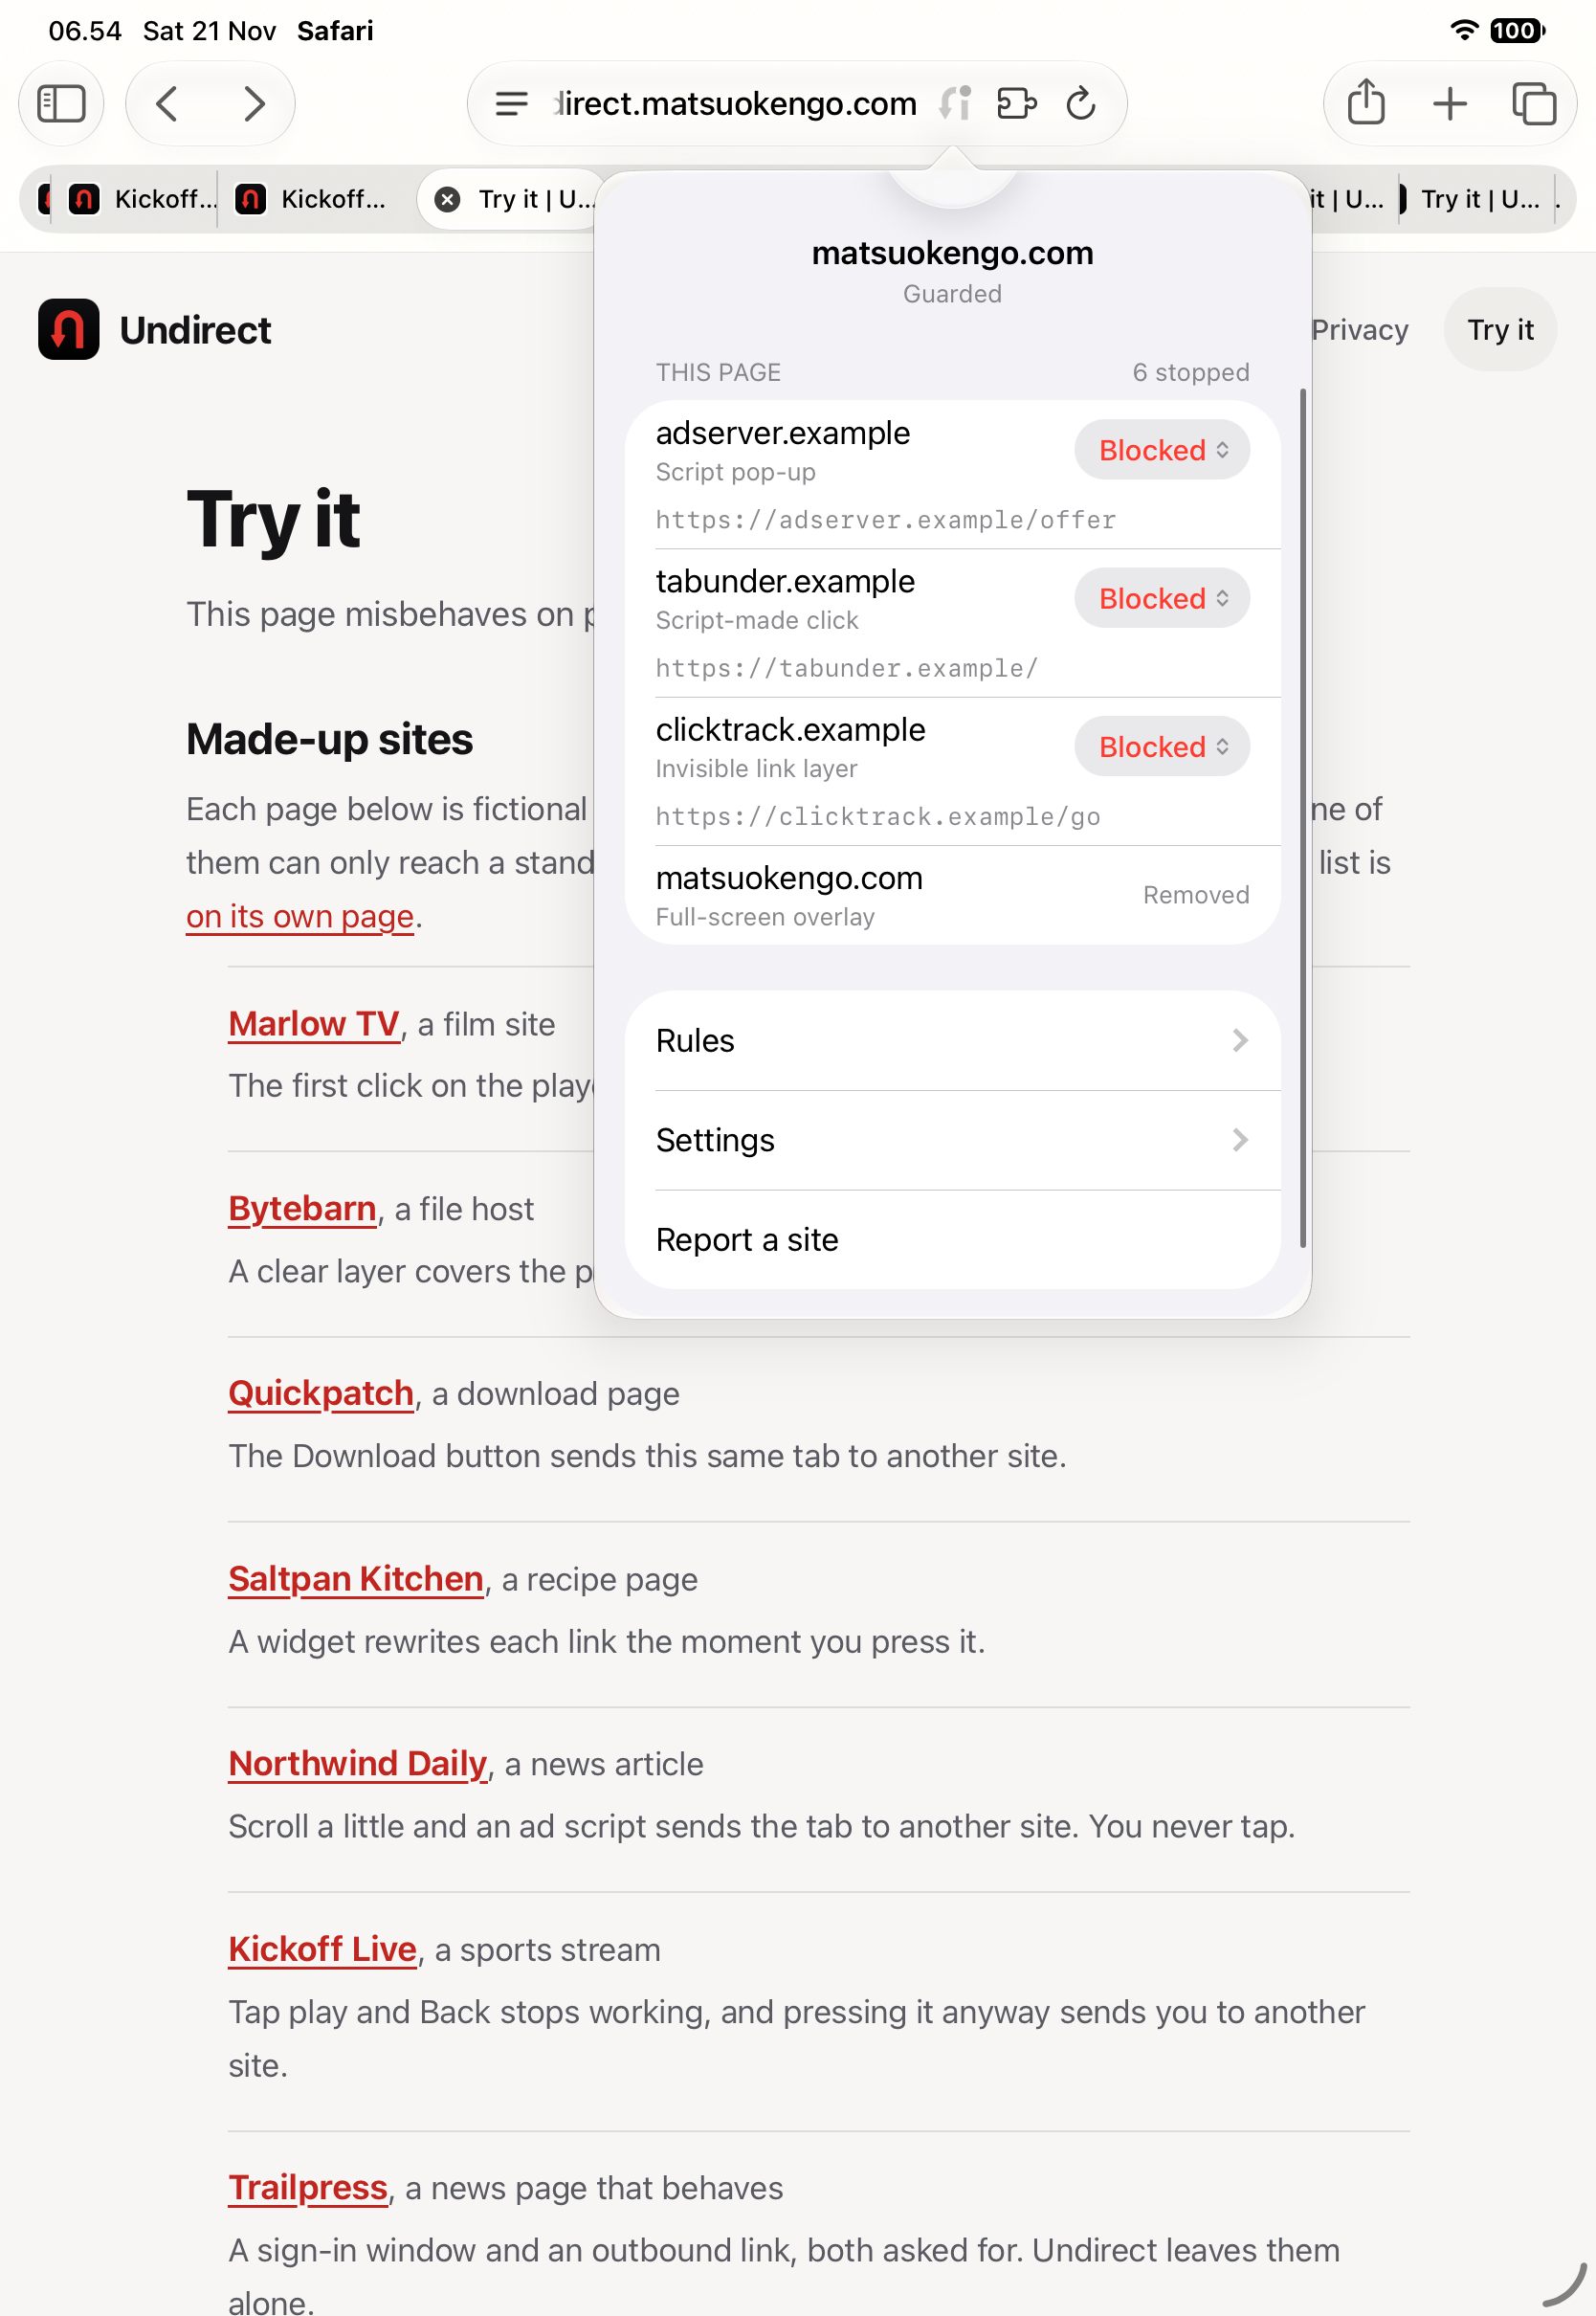 06.54 Sat 21 Nov Safari
100
direct.matsuokengo.com
Kickoff...
Kickoff...
Try it | U...
it | U...
Try it | U...
matsuokengo.com
Guarded
THIS PAGE 6 stopped
adserver.example
Blocked
Script pop-up
https://adserver.example/offer
tabunder.example
Blocked
Script-made click
https://tabunder.example/
clicktrack.example
Blocked
Invisible link layer
https://clicktrack.example/go
matsuokengo.com
Removed
Full-screen overlay
Rules
Settings
Report a site
Undirect
Privacy
Try it
Try it
This page misbehaves on
Made-up sites
Each page below is fictional ne of
them can only reach a stand list is
on its own page.
Marlow TV, a film site
The first click on the play
Bytebarn, a file host
A clear layer covers the
Quickpatch, a download page
The Download button sends this same tab to another site.
Saltpan Kitchen, a recipe page
A widget rewrites each link the moment you press it.
Northwind Daily, a news article
Scroll a little and an ad script sends the tab to another site. You never tap.
Kickoff Live, a sports stream
Tap play and Back stops working, and pressing it anyway sends you to another
site.
Trailpress, a news page that behaves
A sign-in window and an outbound link, both asked for. Undirect leaves them
alone.